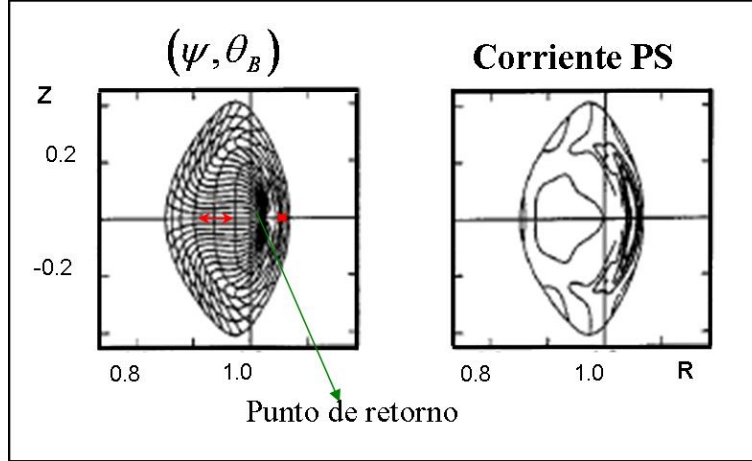 (ψ, θ_B)
Corriente PS
Z
0.2
-0.2
0.8
1.0
0.8
1.0
R
Punto de retorno